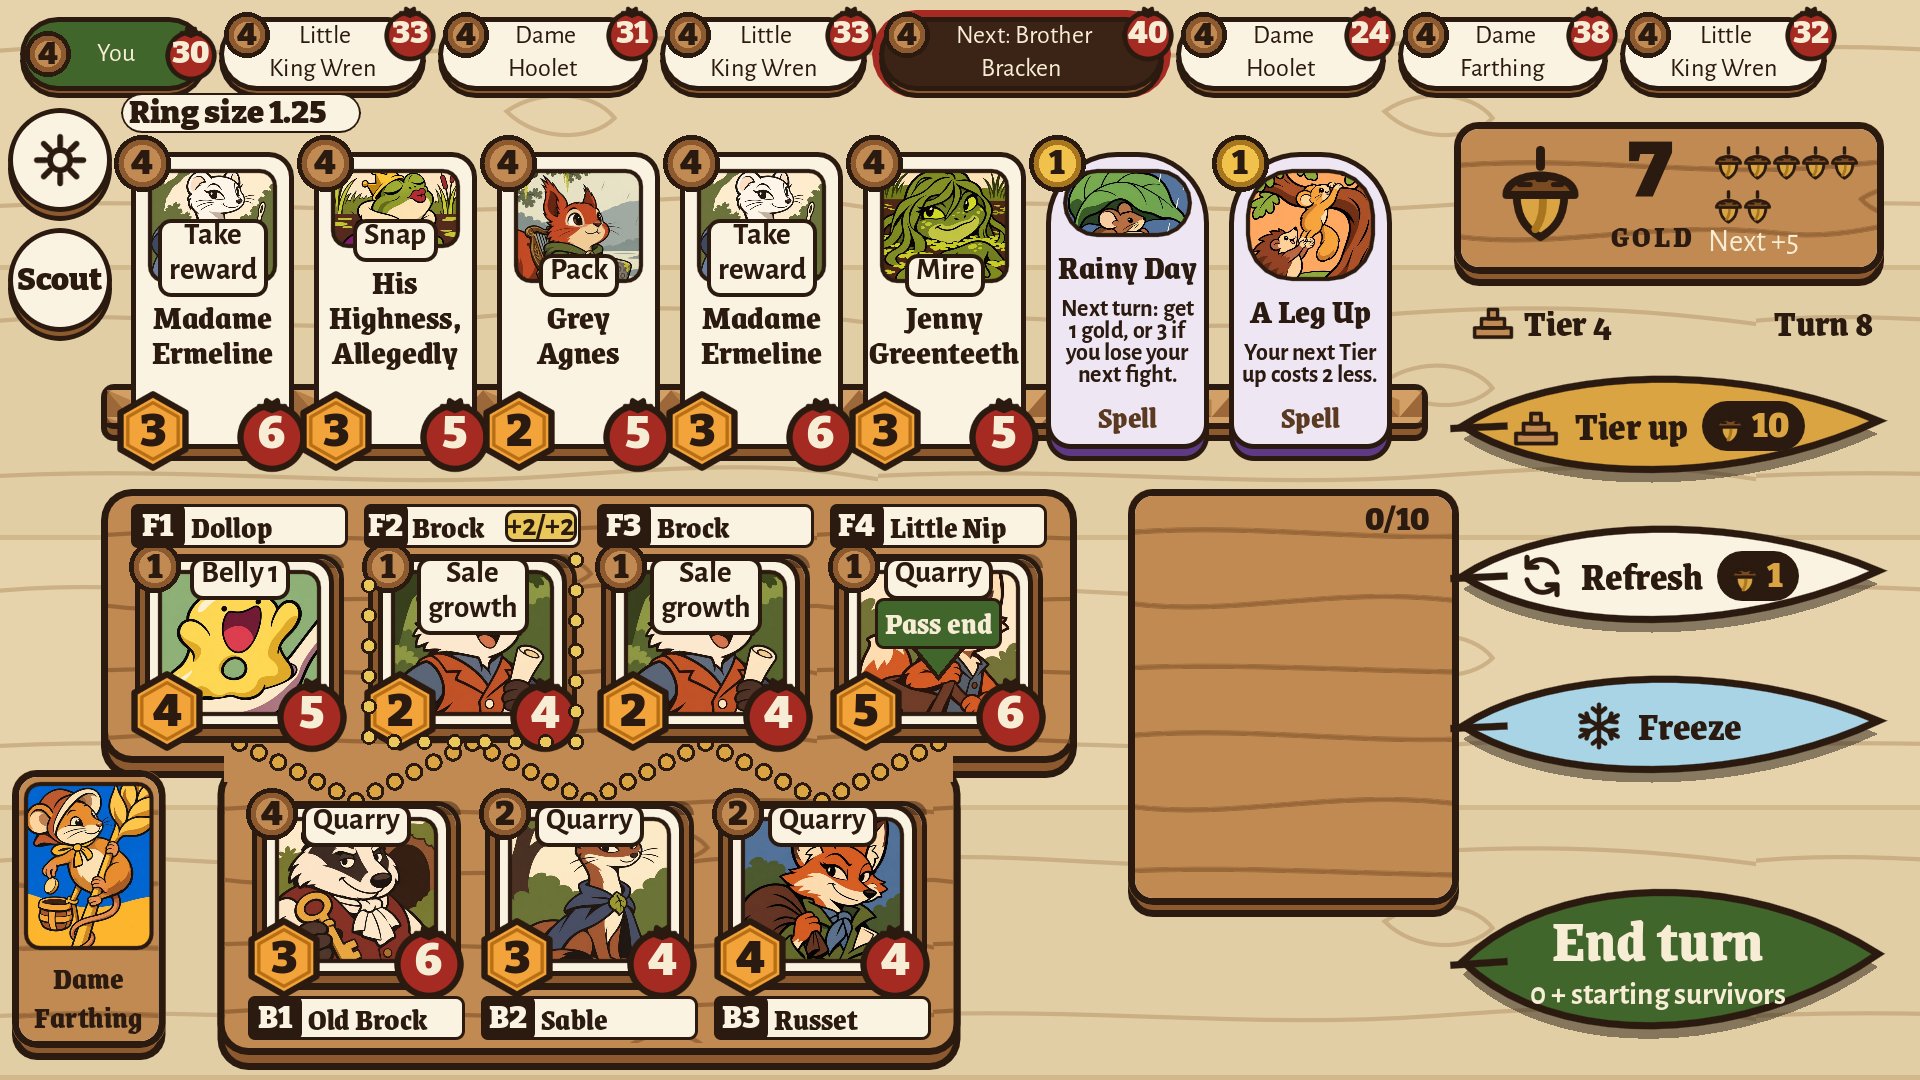 4 You 30
4 Little King Wren 33
4 Dame Hoolet 31
4 Little King Wren 33
4 Next: Brother Bracken 40
4 Dame Hoolet 24
4 Dame Farthing 38
4 Little King Wren 32
Ring size 1.25
Scout
4
Take reward
Madame Ermeline
3 6
4
Snap
His Highness, Allegedly
3 5
4
Pack
Grey Agnes
2 5
4
Take reward
Madame Ermeline
3 6
4
Mire
Jenny Greenteeth
3 5
1
Rainy Day
Next turn: get
1 gold, or 3 if
you lose your
next fight.
Spell
1
A Leg Up
Your next Tier
up costs 2 less.
Spell
7
GOLD
Next +5
Tier 4
Turn 8
Tier up 10
Refresh 1
Freeze
End turn
0 + starting survivors
F1 Dollop
1
Belly 1
4 5
F2 Brock +2/+2
1
Sale growth
2 4
F3 Brock
1
Sale growth
2 4
F4 Little Nip
1
Quarry
Pass end
5 6
0/10
4
Quarry
3 6
B1 Old Brock
2
Quarry
3 4
B2 Sable
2
Quarry
4 4
B3 Russet
Dame
Farthing